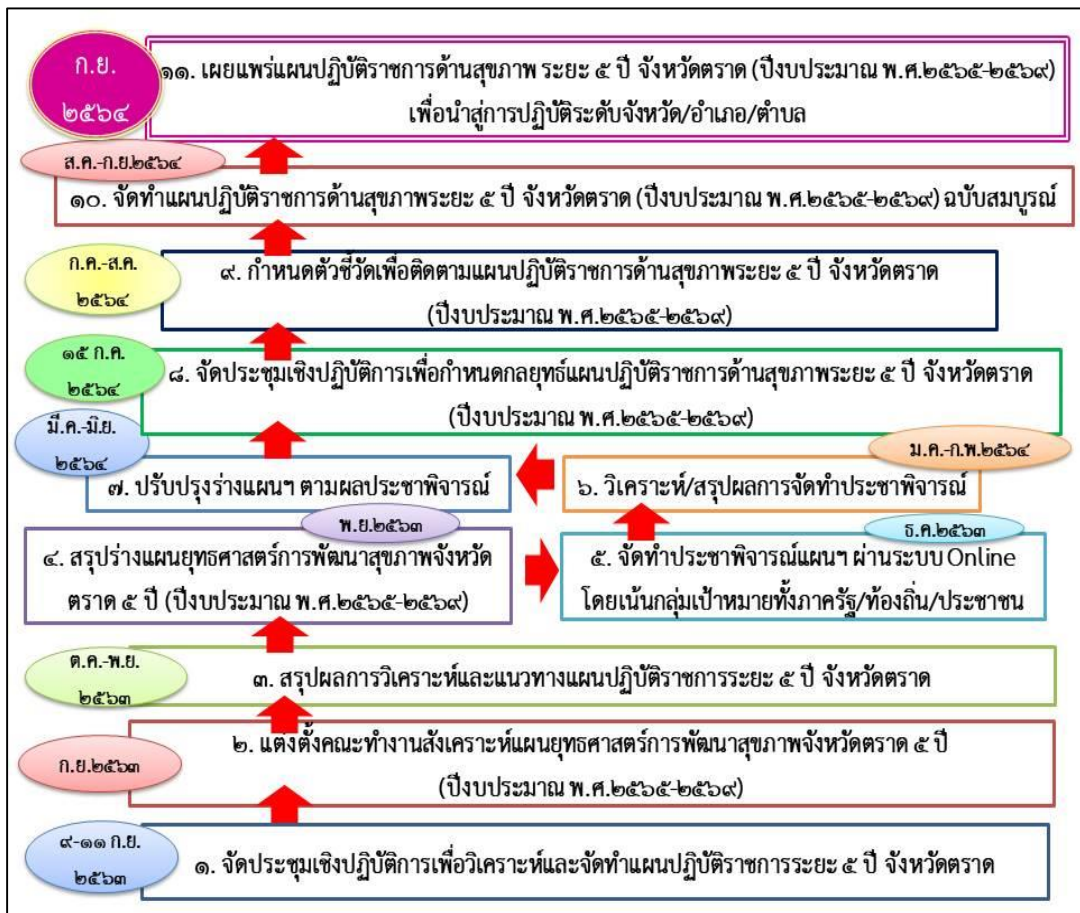 ก.ย.
๒๕๖๔
๑๑. เผยแพร่แผนปฏิบัติราชการด้านสุขภาพ ระยะ ๕ ปี จังหวัดตราด (ปีงบประมาณ พ.ศ.๒๕๖๕-๒๕๖๙)
เพื่อนำสู่การปฏิบัติระดับจังหวัด/อำเภอ/ตำบล
ส.ค.-ก.ย.๒๕๖๔
๑๐. จัดทำแผนปฏิบัติราชการด้านสุขภาพระยะ ๕ ปี จังหวัดตราด (ปีงบประมาณ พ.ศ.๒๕๖๕-๒๕๖๙) ฉบับสมบูรณ์
ก.ค.-ส.ค.
๒๕๖๔
๙. กำหนดตัวชี้วัดเพื่อติดตามแผนปฏิบัติราชการด้านสุขภาพระยะ ๕ ปี จังหวัดตราด
(ปีงบประมาณ พ.ศ.๒๕๖๕-๒๕๖๙)
๑๕ ก.ค.
๒๕๖๔
๘. จัดประชุมเชิงปฏิบัติการเพื่อกำหนดกลยุทธ์แผนปฏิบัติราชการด้านสุขภาพระยะ ๕ ปี จังหวัดตราด
(ปีงบประมาณ พ.ศ.๒๕๖๕-๒๕๖๙)
มี.ค.-มิ.ย.
๒๕๖๔
๗. ปรับปรุงร่างแผนฯ ตามผลประชาพิจารณ์
ม.ค.-ก.พ.๒๕๖๔
๖. วิเคราะห์/สรุปผลการจัดทำประชาพิจารณ์
พ.ย.๒๕๖๓
๔. สรุปร่างแผนยุทธศาสตร์การพัฒนาสุขภาพจังหวัด
ตราด ๕ ปี (ปีงบประมาณ พ.ศ.๒๕๖๕-๒๕๖๙)
ธ.ค.๒๕๖๓
๕. จัดทำประชาพิจารณ์แผนฯ ผ่านระบบ Online
โดยเน้นกลุ่มเป้าหมายทั้งภาครัฐ/ท้องถิ่น/ประชาชน
ต.ค.-พ.ย.
๒๕๖๓
๓. สรุปผลการวิเคราะห์และแนวทางแผนปฏิบัติราชการระยะ ๕ ปี จังหวัดตราด
ก.ย.๒๕๖๓
๒. แต่งตั้งคณะทำงานสังเคราะห์แผนยุทธศาสตร์การพัฒนาสุขภาพจังหวัดตราด ๕ ปี
(ปีงบประมาณ พ.ศ.๒๕๖๕-๒๕๖๙)
๙-๑๑ ก.ย.
๒๕๖๓
๑. จัดประชุมเชิงปฏิบัติการเพื่อวิเคราะห์และจัดทำแผนปฏิบัติราชการระยะ ๕ ปี จังหวัดตราด